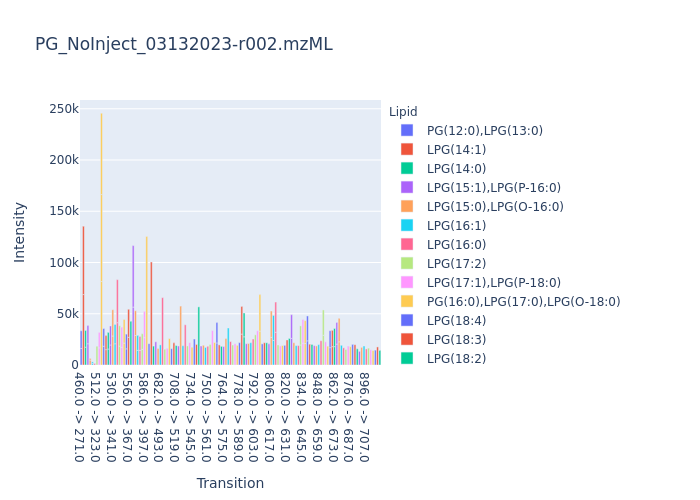 PG_NoInject_03132023-r002.mzML
Lipid
PG(12:0),LPG(13:0)
LPG(14:1)
LPG(14:0)
LPG(15:1),LPG(P-16:0)
LPG(15:0),LPG(O-16:0)
LPG(16:1)
LPG(16:0)
LPG(17:2)
LPG(17:1),LPG(P-18:0)
PG(16:0),LPG(17:0),LPG(O-18:0)
LPG(18:4)
LPG(18:3)
LPG(18:2)
Intensity
250k
200k
150k
100k
50k
0
460.0 -> 271.0
512.0 -> 323.0
530.0 -> 341.0
556.0 -> 367.0
586.0 -> 397.0
682.0 -> 493.0
708.0 -> 519.0
734.0 -> 545.0
750.0 -> 561.0
764.0 -> 575.0
778.0 -> 589.0
792.0 -> 603.0
806.0 -> 617.0
820.0 -> 631.0
834.0 -> 645.0
848.0 -> 659.0
862.0 -> 673.0
876.0 -> 687.0
896.0 -> 707.0
Transition